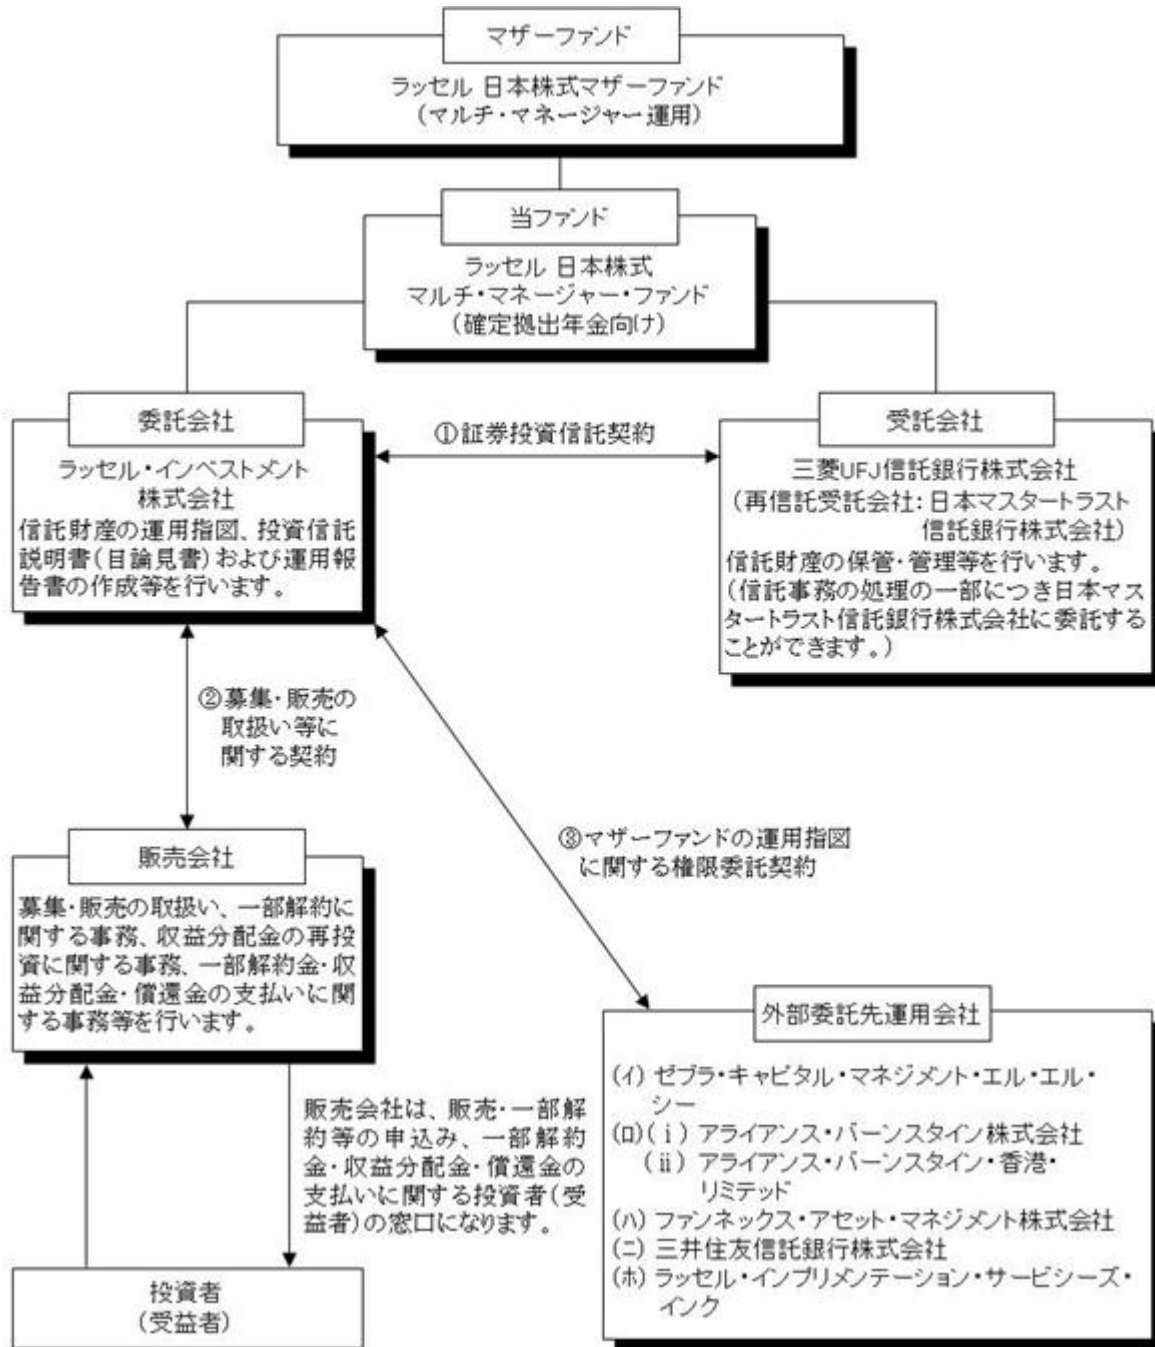 マザーファンド
ラッセル 日本株式マザーファンド
（マルチ・マネージャー運用）
当ファンド
ラッセル 日本株式
マルチ・マネージャー・ファンド
（確定拠出年金向け）
委託会社
ラッセル・インベストメント
株式会社
信託財産の運用指図、投資信託
説明書（目論見書）および運用報
告書の作成等を行います。
①証券投資信託契約
受託会社
三菱UFJ信託銀行株式会社
（再信託受託会社：日本マスタートラスト
信託銀行株式会社）
信託財産の保管・管理等を行います。
（信託事務の処理の一部につき日本マス
タートラスト信託銀行株式会社に委託する
ことができます。）
②募集・販売の
取扱い等に
関する契約
③マザーファンドの運用指図
に関する権限委託契約
販売会社
募集・販売の取扱い、一部解約に
関する事務、収益分配金の再投
資に関する事務、一部解約金・収
益分配金・償還金の支払いに関
する事務等を行います。
販売会社は、販売・一部解
約等の申込み、一部解約
金・収益分配金・償還金の
支払いに関する投資者（受
益者）の窓口になります。
投資者
（受益者）
外部委託先運用会社
(イ) ゼブラ・キャピタル・マネジメント・エル・エル・
シー
(ロ)(ⅰ) アライアンス・バーンスタイン株式会社
(ⅱ) アライアンス・バーンスタイン・香港・
リミテッド
(ハ) ファンネックス・アセット・マネジメント株式会社
(ニ) 三井住友信託銀行株式会社
(ホ) ラッセル・インプリメンテーション・サービシーズ・
インク